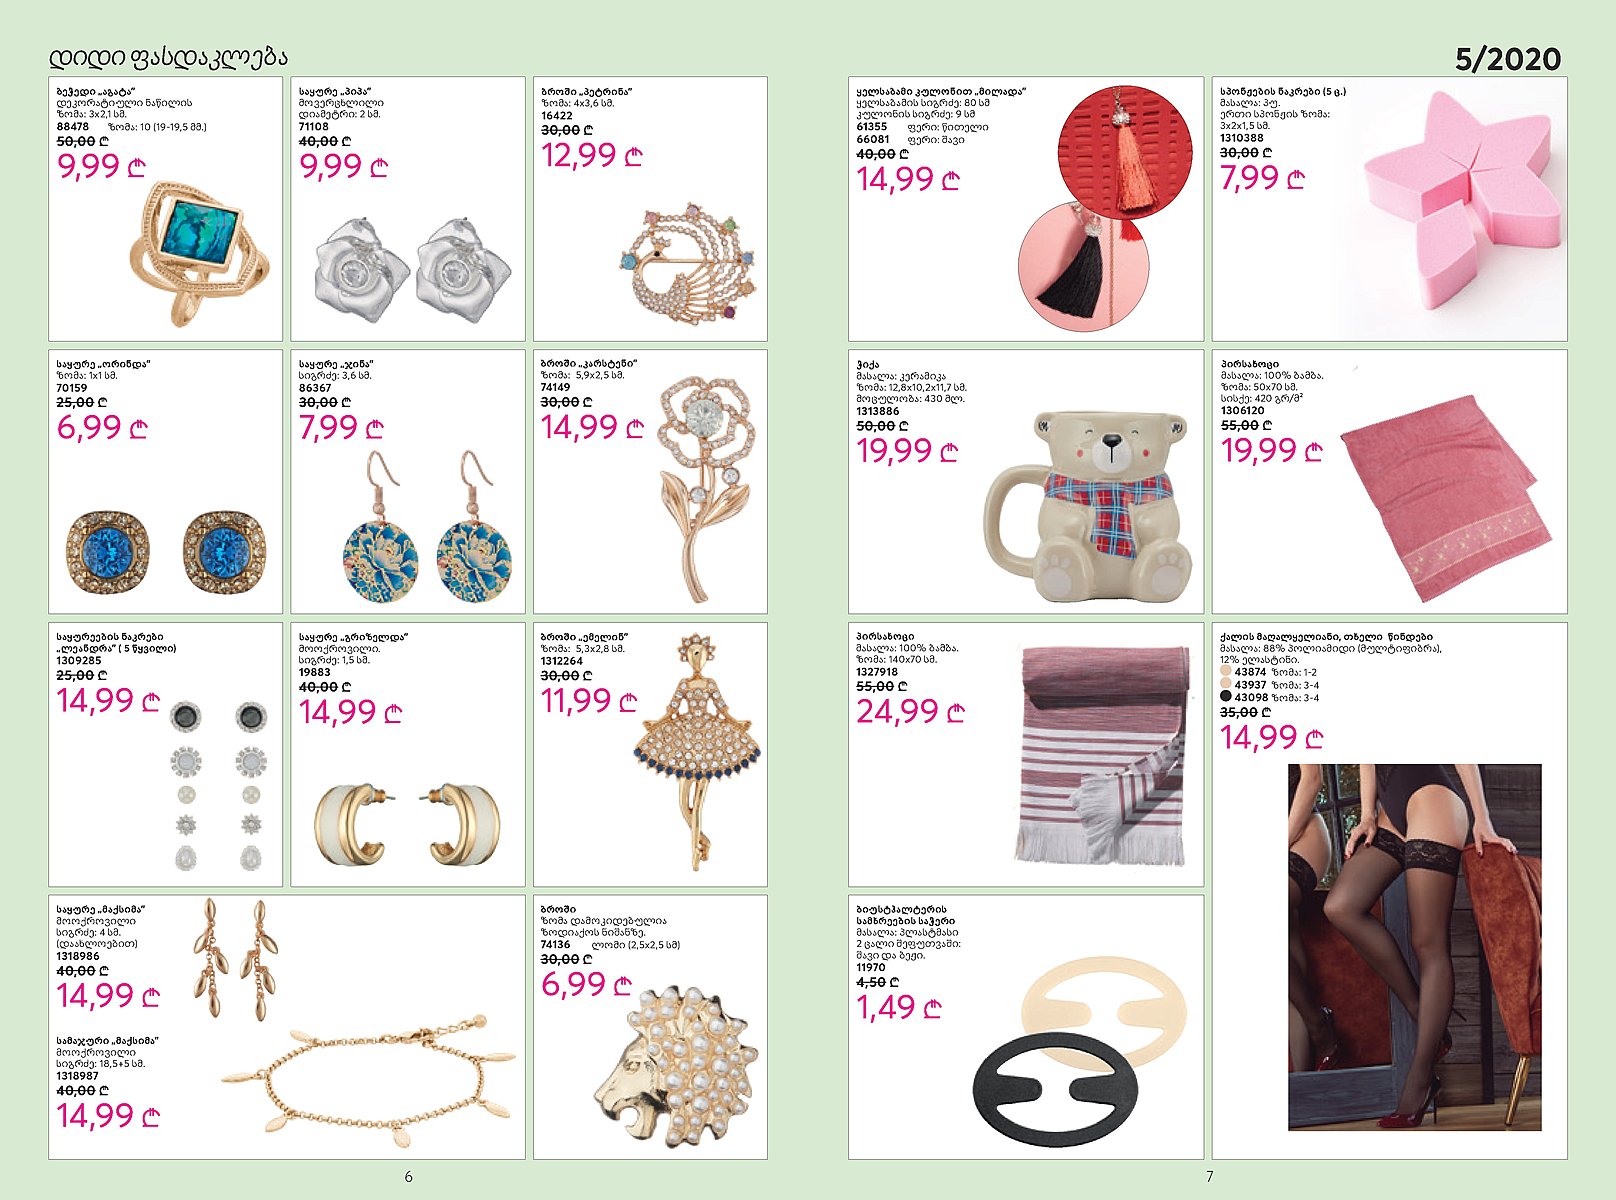 დიდი ფასდაკლება
5/2020
ბეჭედი „აგატა“
დეკორატიული ნაწილის
ზომა: 3x2,1 სმ.
88478 ზომა: 10 (19-19,5 მმ.)
50,00 ₾
9,99 ₾
საყურე „პიპა“
მოვერცხლილი
დიამეტრი: 2 სმ.
71108
40,00 ₾
9,99 ₾
ბროში „პეტრინა“
ზომა: 4x3,6 სმ.
16422
30,00 ₾
12,99 ₾
ყელსაბამი კულონით „მილადა“
ყელსაბამის სიგრძე: 80 სმ
კულონის სიგრძე: 9 სმ
61355 ფერი: წითელი
66081 ფერი: შავი
40,00 ₾
14,99 ₾
სპონჟების ნაკრები (5 ც.)
მასალა: პუ.
ერთი სპონჟის ზომა:
3x2x1,5 სმ.
1310388
30,00 ₾
7,99 ₾
საყურე „ორინდა“
ზომა: 1x1 სმ.
70159
25,00 ₾
6,99 ₾
საყურე „ჯინა“
სიგრძე: 3,6 სმ.
86367
30,00 ₾
7,99 ₾
ბროში „კარსტენი“
ზომა: 5,9x2,5 სმ.
74149
30,00 ₾
14,99 ₾
ჭიქა
მასალა: კერამიკა
ზომა: 12,8x10,2x11,7 სმ.
მოცულობა: 430 მლ.
1313886
50,00 ₾
19,99 ₾
პირსახოცი
მასალა: 100% ბამბა.
ზომა: 50x70 სმ.
სისქე: 420 გრ/მ²
1306120
55,00 ₾
19,99 ₾
საყურეების ნაკრები
„ლეანდრა“ ( 5 წყვილი)
1309285
25,00 ₾
14,99 ₾
საყურე „გრიზელდა“
მოოქროვილი.
სიგრძე: 1,5 სმ.
19883
40,00 ₾
14,99 ₾
ბროში „ემელინ“
ზომა: 5,3x2,8 სმ.
1312264
30,00 ₾
11,99 ₾
პირსახოცი
მასალა: 100% ბამბა.
ზომა: 140x70 სმ.
1327918
55,00 ₾
24,99 ₾
ქალის მაღალყელიანი, თხელი წინდები
მასალა: 88% პოლიამიდი (მულტიფიბრა),
12% ელასტინი.
43874 ზომა: 1-2
43937 ზომა: 3-4
43098 ზომა: 3-4
35,00 ₾
14,99 ₾
საყურე „მაქსიმა“
მოოქროვილი
სიგრძე: 4 სმ.
(დაახლოებით)
1318986
40,00 ₾
14,99 ₾
სამაჯური „მაქსიმა“
მოოქროვილი
სიგრძე: 18,5+5 სმ.
1318987
40,00 ₾
14,99 ₾
ბროში
ზომა დამოკიდებულია
ზოდიაქოს ნიშანზე.
74136 ლომი (2,5x2,5 სმ)
30,00 ₾
6,99 ₾
ბიუსტჰალტერის
სამხრეების საჭერი
მასალა: პლასტმასი
2 ცალი შეფუთვაში:
შავი და ბეჟი.
11970
4,50 ₾
1,49 ₾
6
7